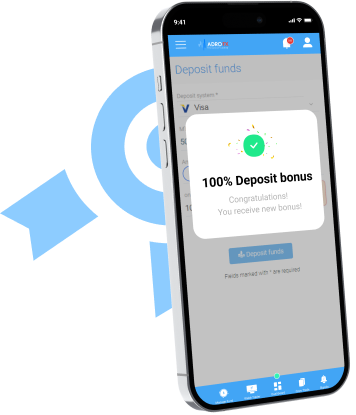 9:41
Deposit funds
Deposit system *
Visa
100% Deposit bonus
Congratulations!
You receive new bonus!
Deposit funds
Fields marked with * are required